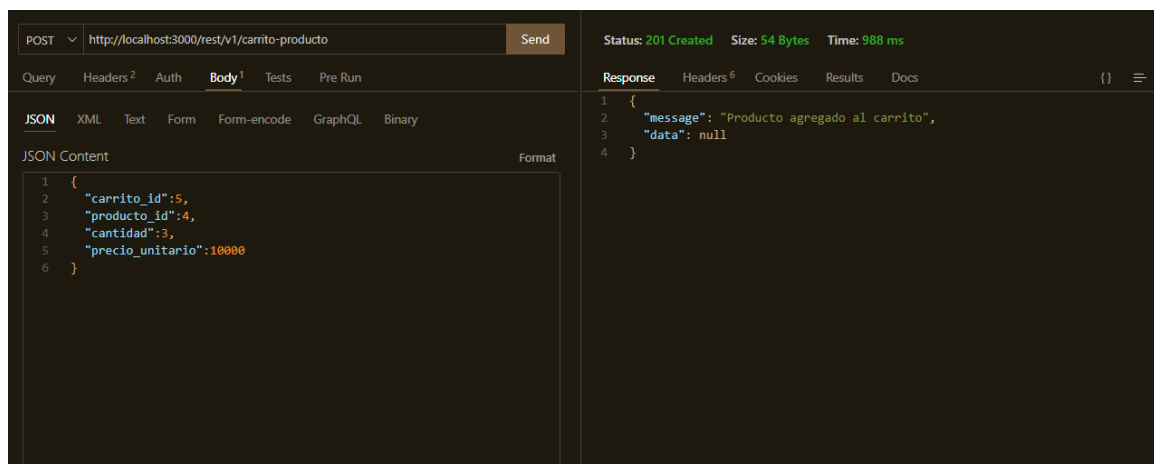 POST http://localhost:3000/rest/v1/carrito-producto Send
Query Headers 2 Auth Body 1 Tests Pre Run
JSON XML Text Form Form-encode GraphQL Binary
JSON Content Format
1 {
2 "carrito_id":5,
3 "producto_id":4,
4 "cantidad":3,
5 "precio_unitario":10000
6 }
Status: 201 Created Size: 54 Bytes Time: 988 ms
Response Headers 6 Cookies Results Docs {}
1 {
2 "message": "Producto agregado al carrito",
3 "data": null
4 }